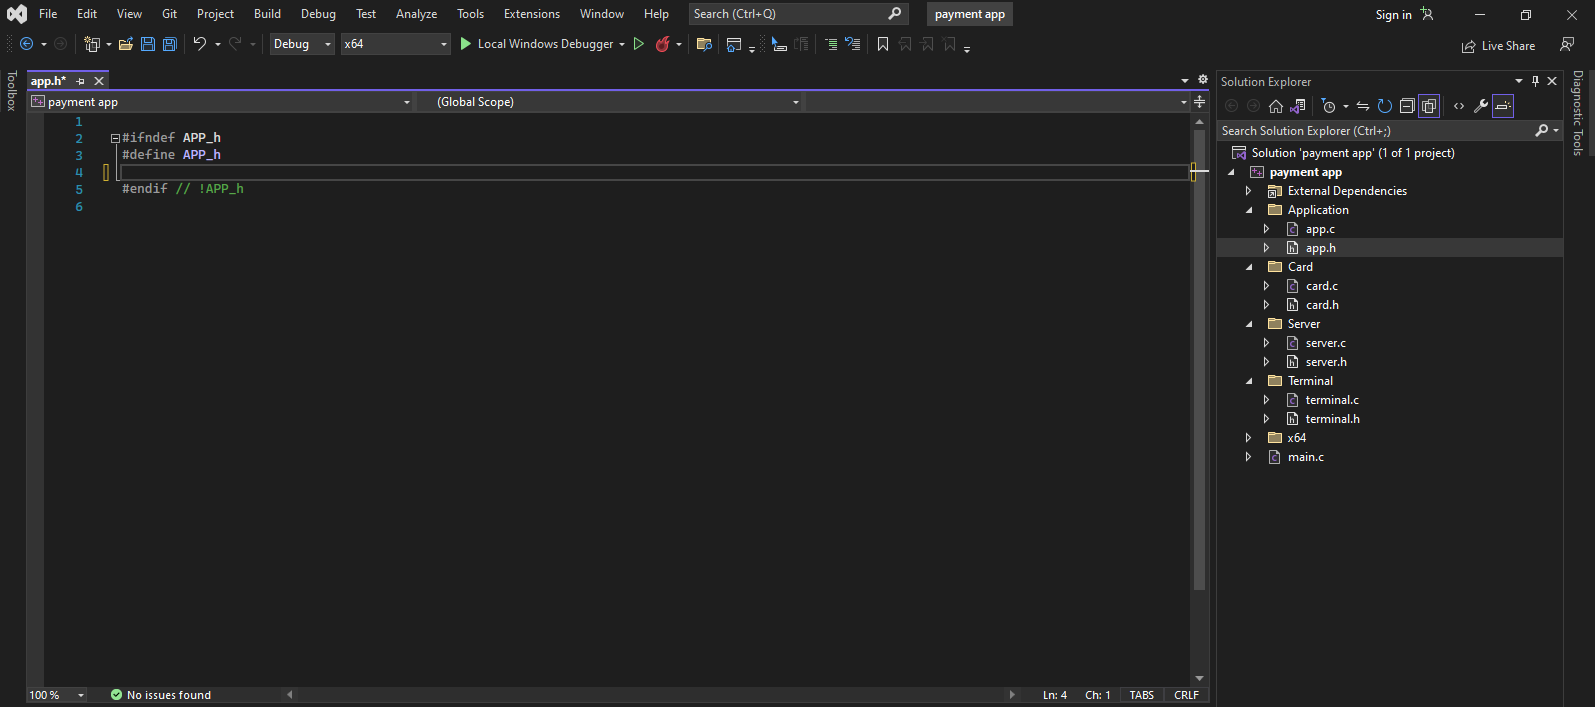 File Edit View Git Project Build Debug Test Analyze Tools Extensions Window Help Search (Ctrl+Q) payment app Sign in
Debug x64 Local Windows Debugger Live Share
Toolbox
app.h*
payment app (Global Scope)
1
2 #ifndef APP_h
3 #define APP_h
4
5 #endif // !APP_h
6
100 % No issues found Ln: 4 Ch: 1 TABS CRLF
Solution Explorer
Search Solution Explorer (Ctrl+;)
Solution 'payment app' (1 of 1 project)
payment app
External Dependencies
Application
app.c
app.h
Card
card.c
card.h
Server
server.c
server.h
Terminal
terminal.c
terminal.h
x64
main.c
Diagnostic Tools